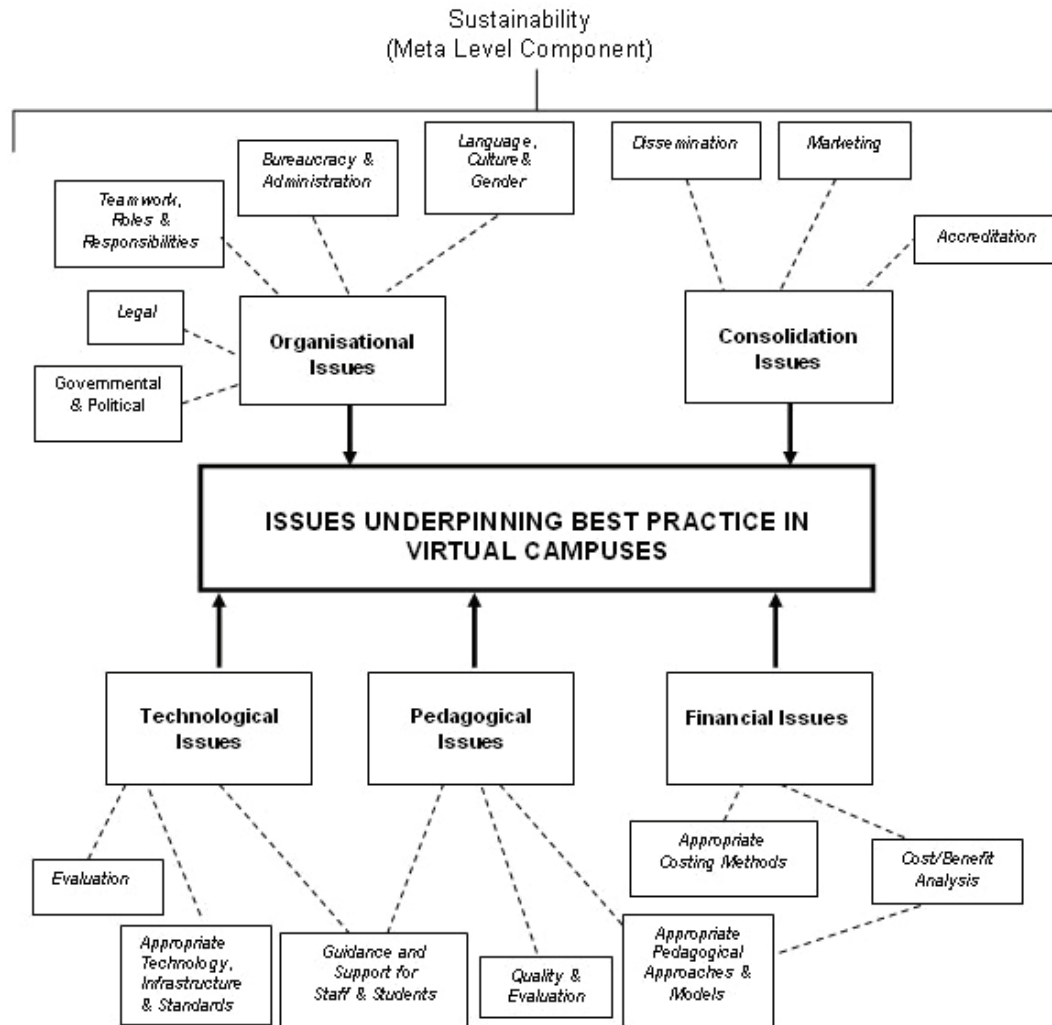 Sustainability
(Meta Level Component)
Language,
Culture &
Gender
Dissemination
Marketing
Bureaucracy &
Administration
Teamwork,
Roles &
Responsibilities
Accreditation
Legal
Organisational
Issues
Consolidation
Issues
Governmental
& Political
ISSUES UNDERPINNING BEST PRACTICE IN
VIRTUAL CAMPUSES
Technological
Issues
Pedagogical
Issues
Financial Issues
Appropriate
Costing Methods
Cost/Benefit
Analysis
Evaluation
Appropriate
Technology,
Infrastructure
& Standards
Guidance and
Support for
Staff & Students
Quality &
Evaluation
Appropriate
Pedagogical
Approaches &
Models